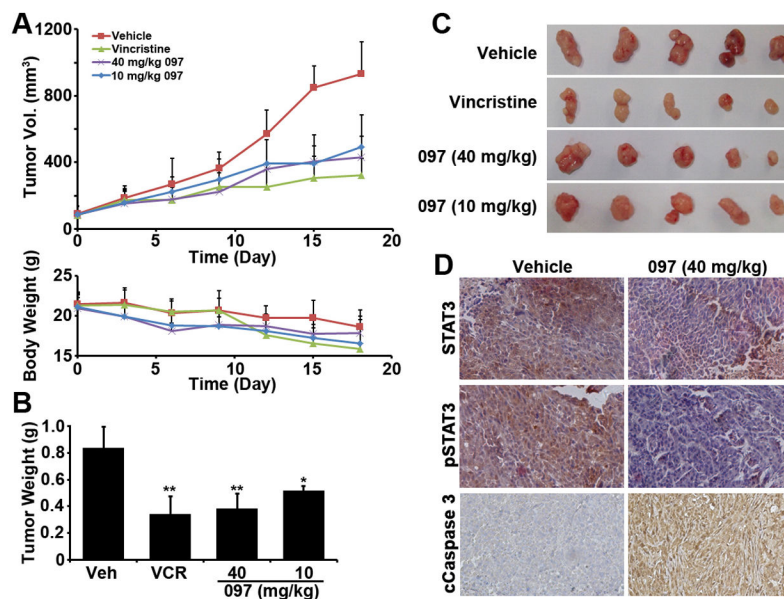 A
Tumor Vol. (mm³)
1200
800
400
0
Vehicle
Vincristine
40 mg/kg 097
10 mg/kg 097
0 5 10 15 20
Time (Day)
Body Weight (g)
25
20
15
0 5 10 15 20
Time (Day)
B
Tumor Weight (g)
1.0
0.8
0.6
0.4
0.2
0
** ** *
Veh VCR 40 10
097 (mg/kg)
C
Vehicle
Vincristine
097 (40 mg/kg)
097 (10 mg/kg)
D
Vehicle 097 (40 mg/kg)
STAT3
pSTAT3
cCaspase 3